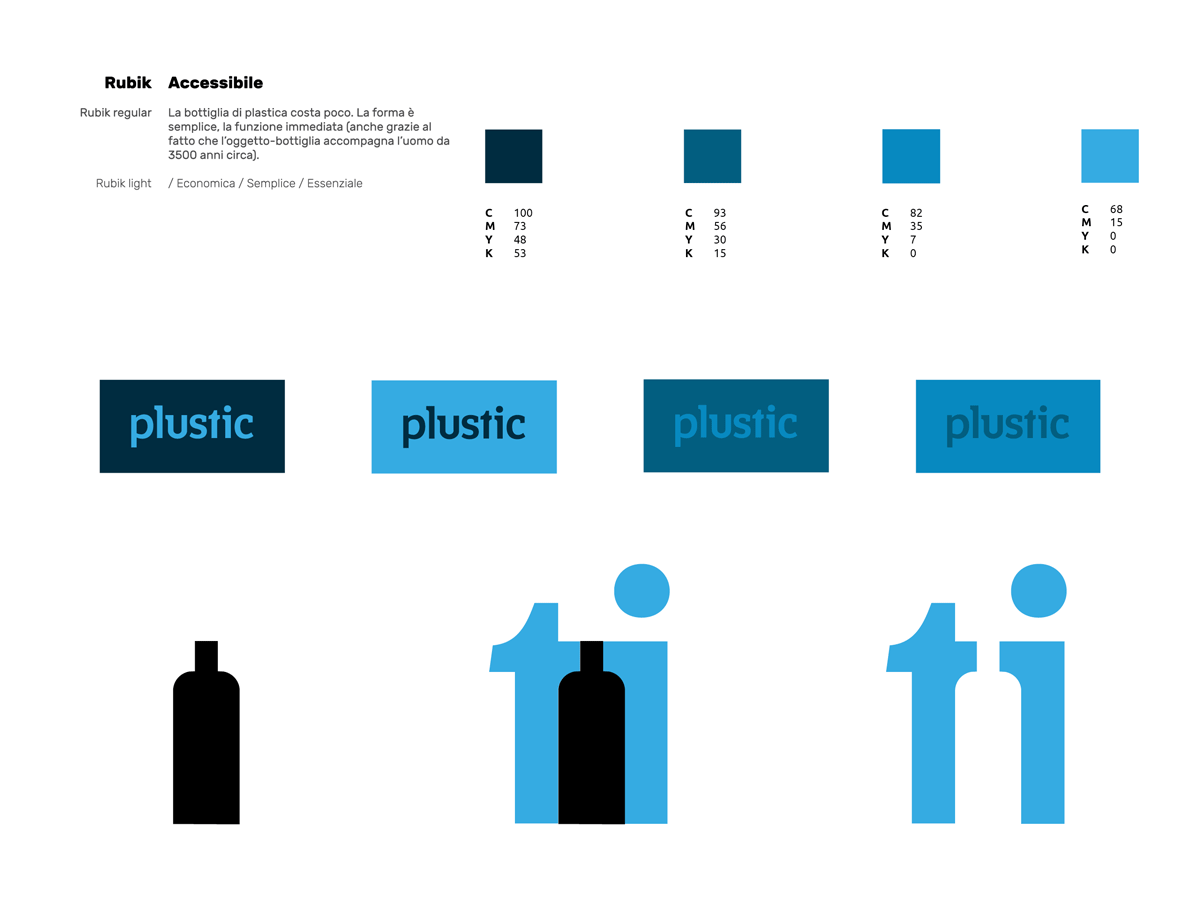 Rubik Accessibile
Rubik regular La bottiglia di plastica costa poco. La forma è
semplice, la funzione immediata (anche grazie al
fatto che l'oggetto-bottiglia accompagna l'uomo da
3500 anni circa).
Rubik light / Economica / Semplice / Essenziale
C 100
M 73
Y 48
K 53
C 93
M 56
Y 30
K 15
C 82
M 35
Y 7
K 0
C 68
M 15
Y 0
K 0
plustic plustic plustic plustic
ti ti